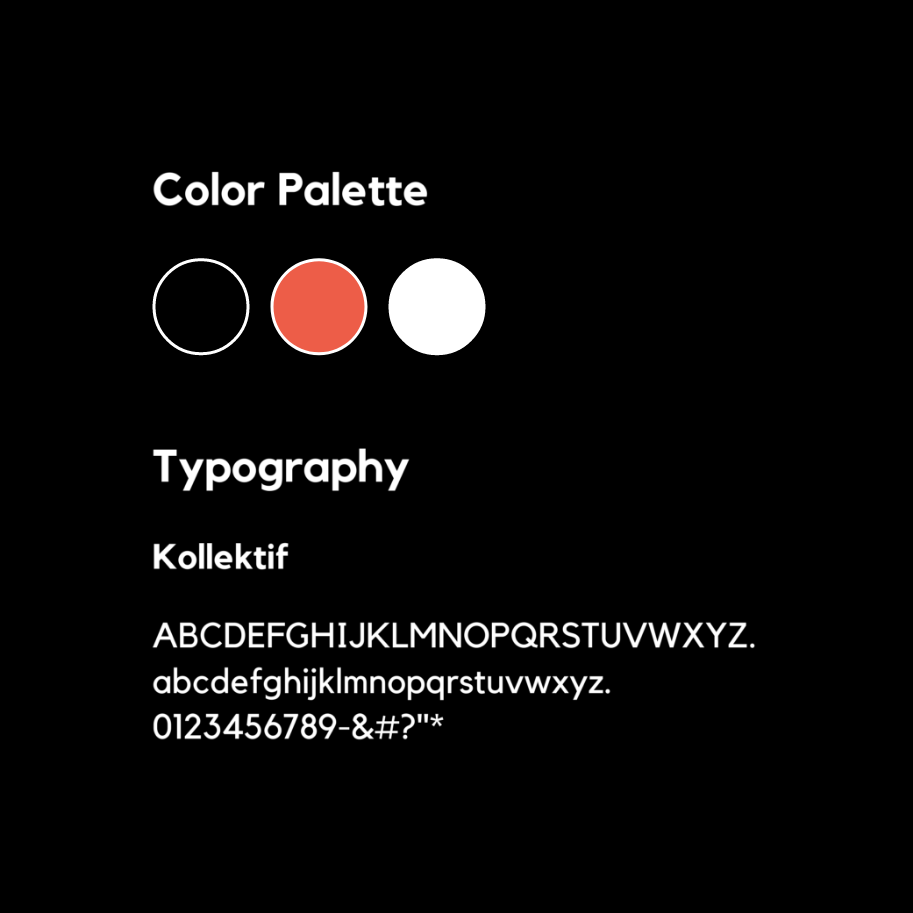 Color Palette
Typography
Kollektif
ABCDEFGHIJKLMNOPQRSTUVWXYZ.
abcdefghijklmnopqrstuvwxyz.
0123456789-&#?"*